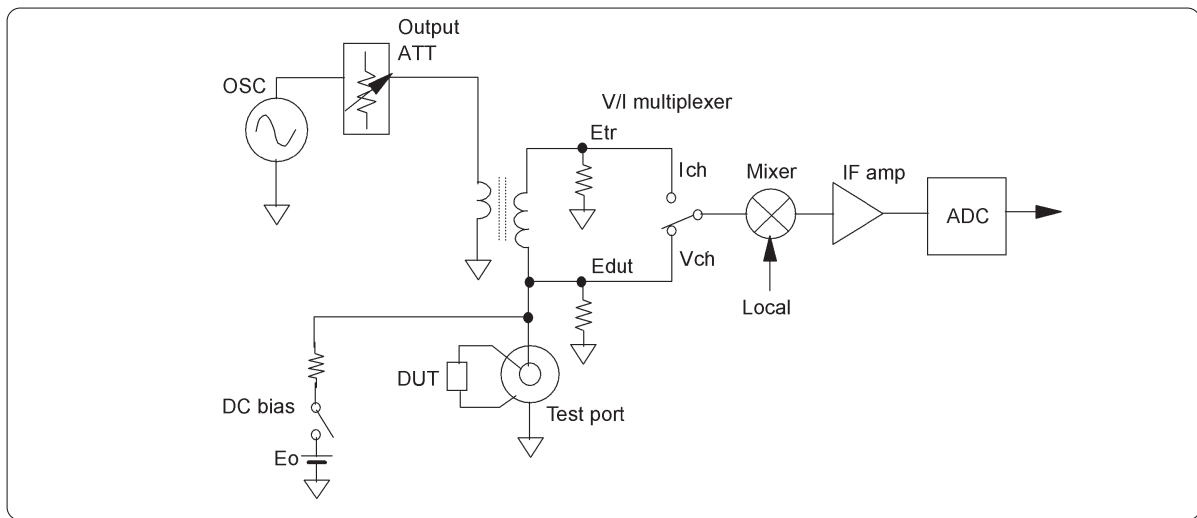 Output
ATT
OSC
V/I multiplexer
Etr
Ich
Mixer
IF amp
ADC
Vch
Edut
Local
DUT
Test port
DC bias
Eo